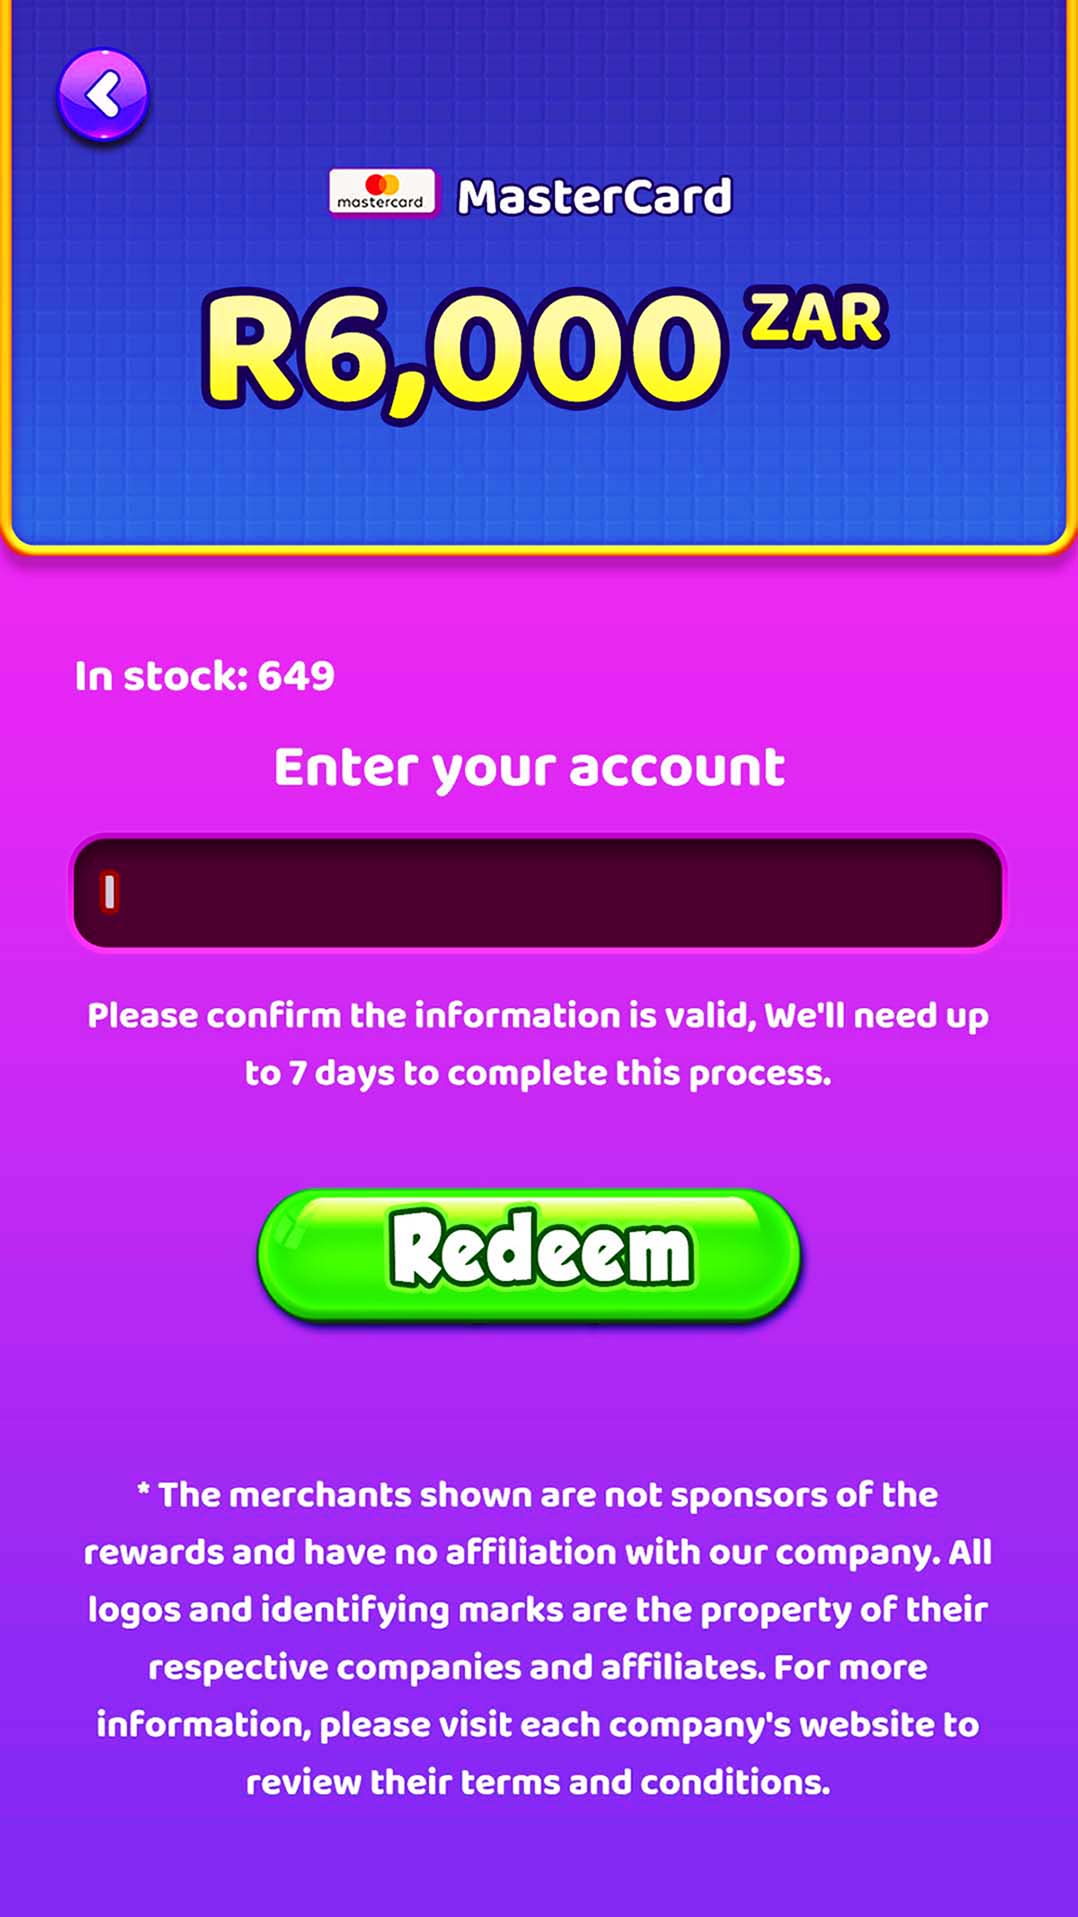 mastercard MasterCard
R6,000 ZAR
In stock: 649
Enter your account
Please confirm the information is valid, We'll need up
to 7 days to complete this process.
Redeem
* The merchants shown are not sponsors of the
rewards and have no affiliation with our company. All
logos and identifying marks are the property of their
respective companies and affiliates. For more
information, please visit each company's website to
review their terms and conditions.